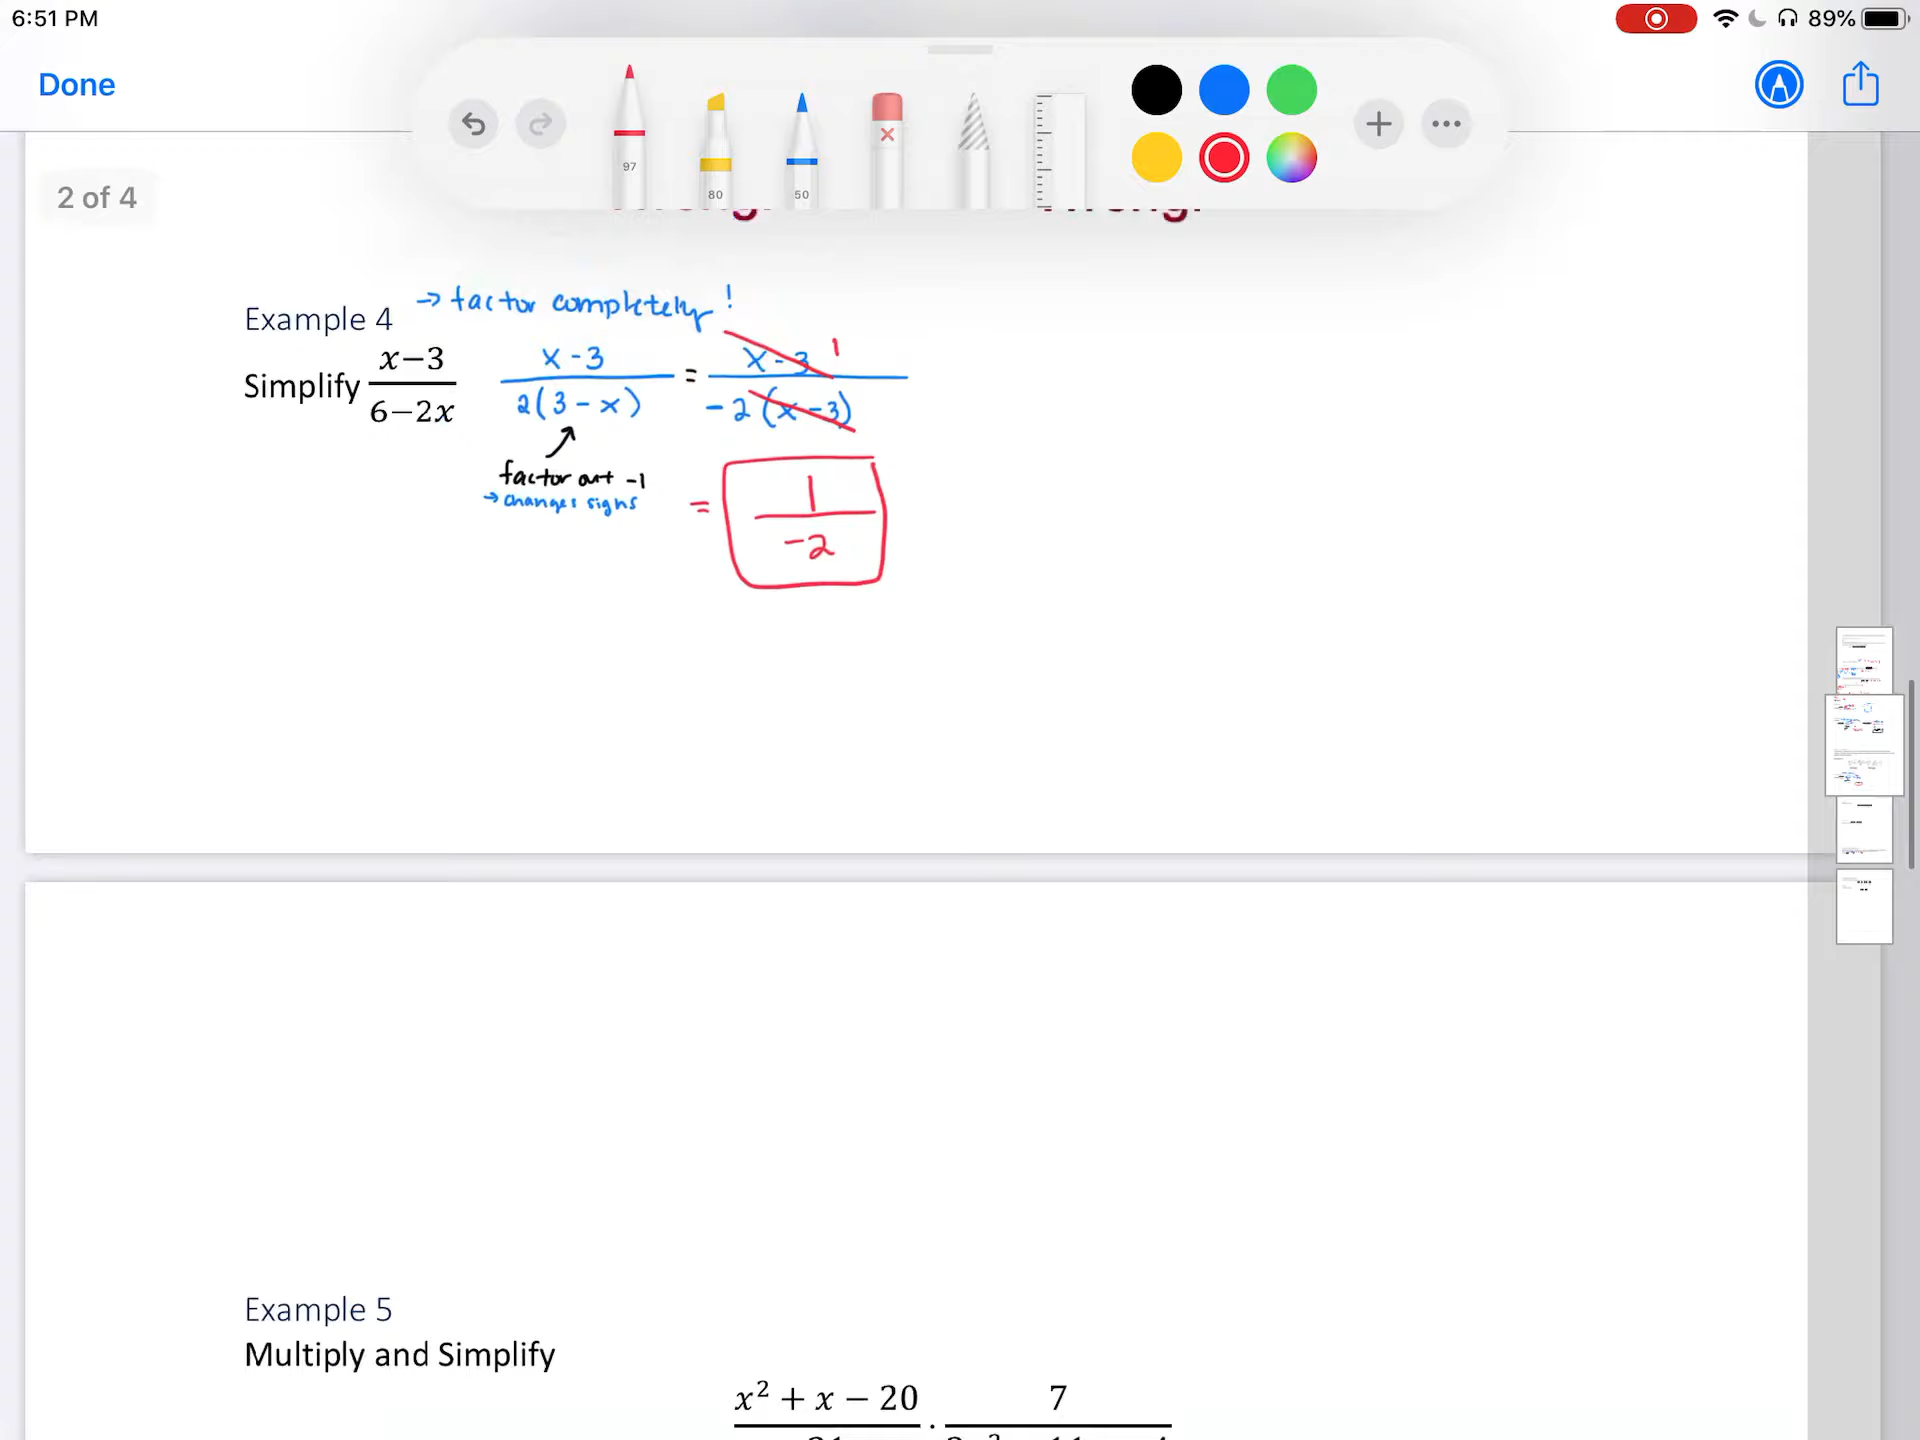 6:51 PM
89%
Done
97
80
50
2 of 4
Example 4 → factor completely!
Simplify x−3 / 6−2x
x-3 / 2(3-x) = x-3 1 / -2(x-3)
factor out -1
→ changes signs
= 1 / -2
Example 5
Multiply and Simplify
x² + x − 20 · 7